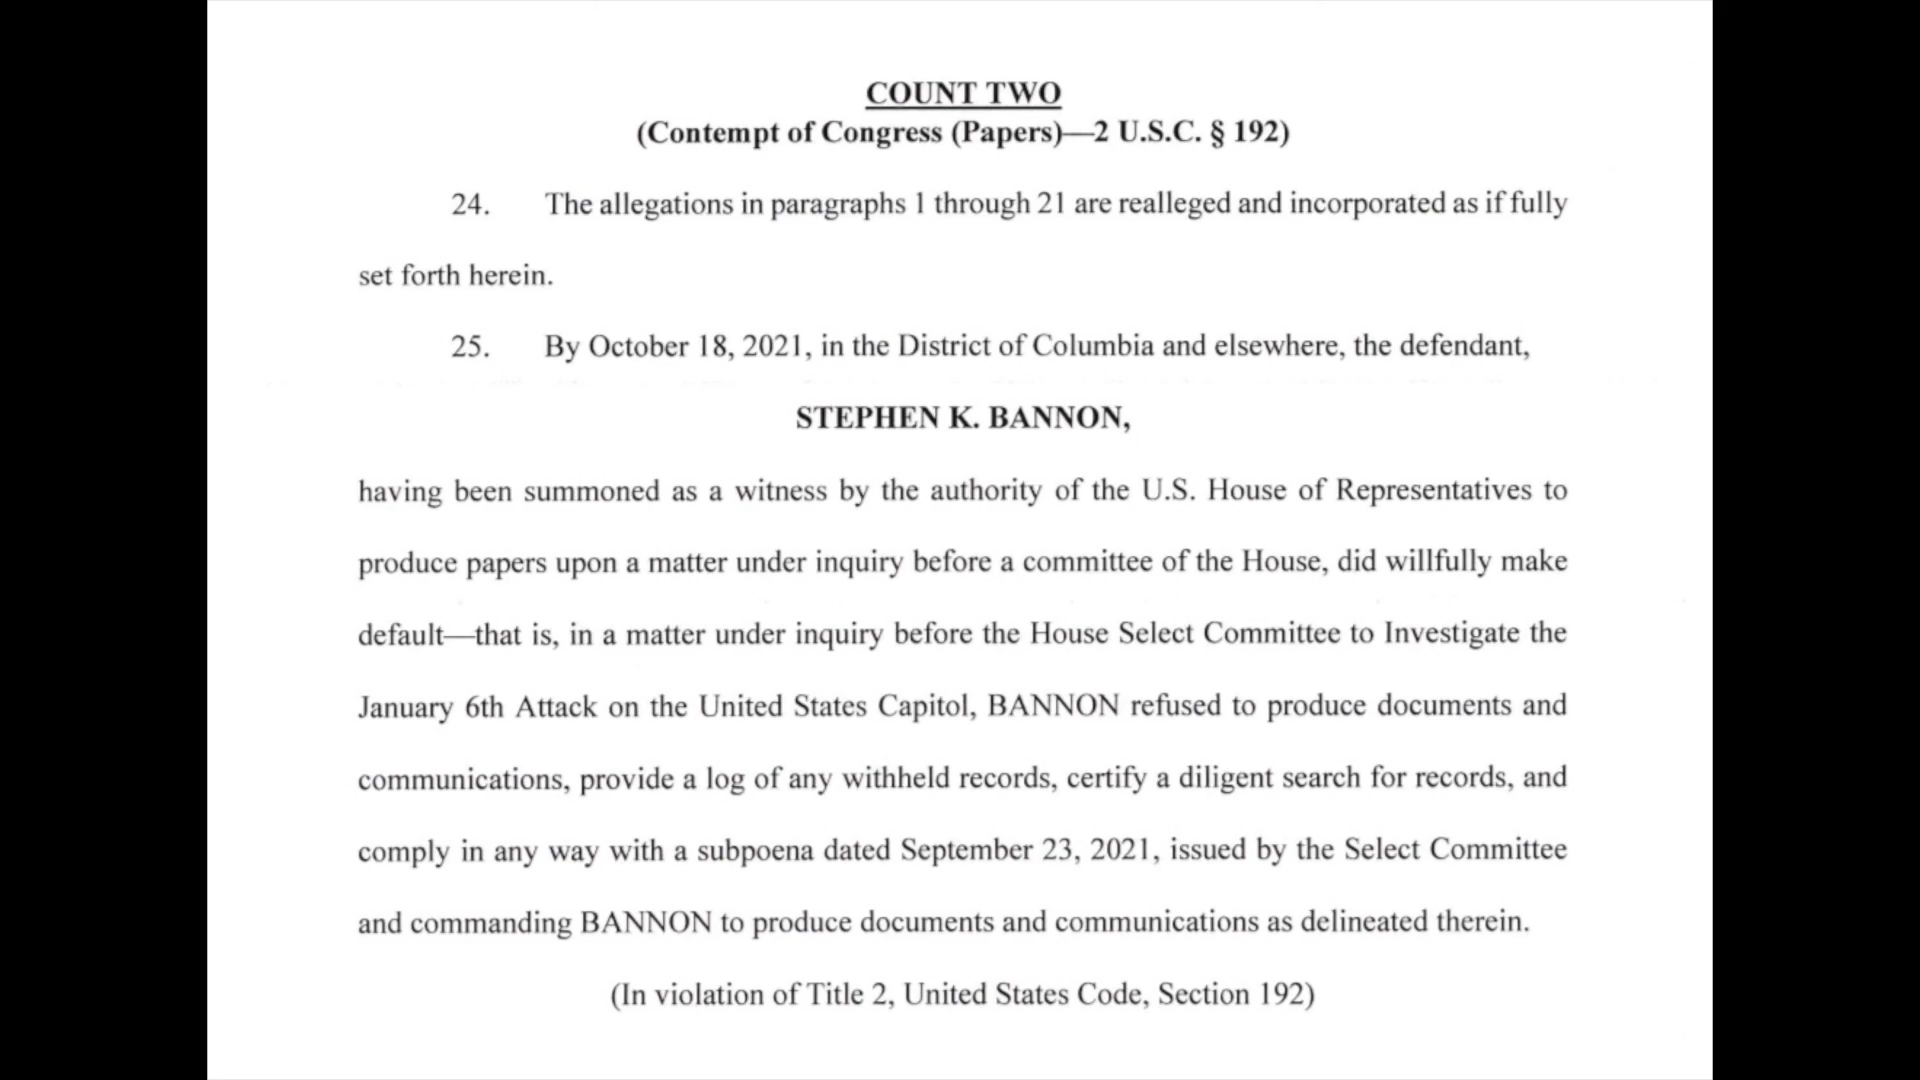 COUNT TWO
(Contempt of Congress (Papers)—2 U.S.C. § 192)
24. The allegations in paragraphs 1 through 21 are realleged and incorporated as if fully
set forth herein.
25. By October 18, 2021, in the District of Columbia and elsewhere, the defendant,
STEPHEN K. BANNON,
having been summoned as a witness by the authority of the U.S. House of Representatives to
produce papers upon a matter under inquiry before a committee of the House, did willfully make
default—that is, in a matter under inquiry before the House Select Committee to Investigate the
January 6th Attack on the United States Capitol, BANNON refused to produce documents and
communications, provide a log of any withheld records, certify a diligent search for records, and
comply in any way with a subpoena dated September 23, 2021, issued by the Select Committee
and commanding BANNON to produce documents and communications as delineated therein.
(In violation of Title 2, United States Code, Section 192)